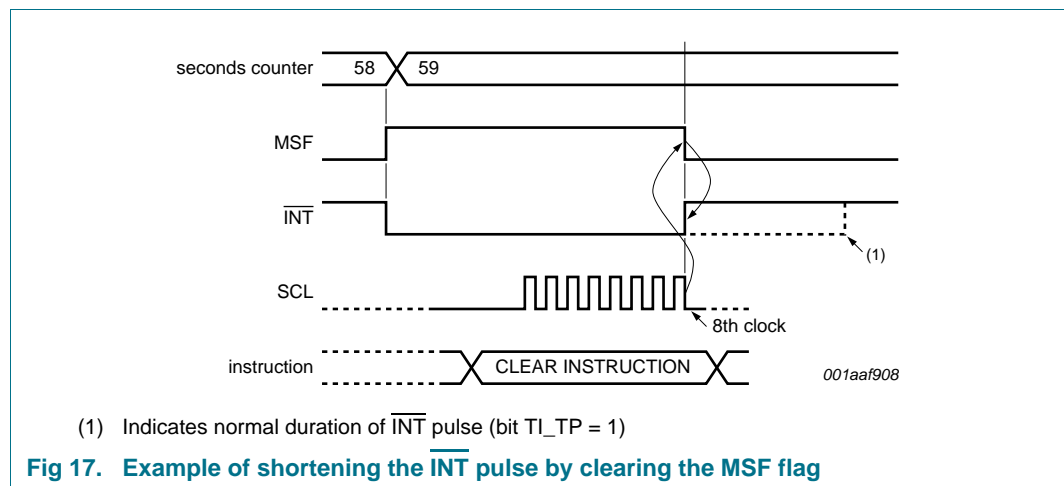 seconds counter 58 59
MSF
INT
(1)
SCL
8th clock
instruction CLEAR INSTRUCTION
001aaf908
(1) Indicates normal duration of INT pulse (bit TI_TP = 1)
Fig 17. Example of shortening the INT pulse by clearing the MSF flag